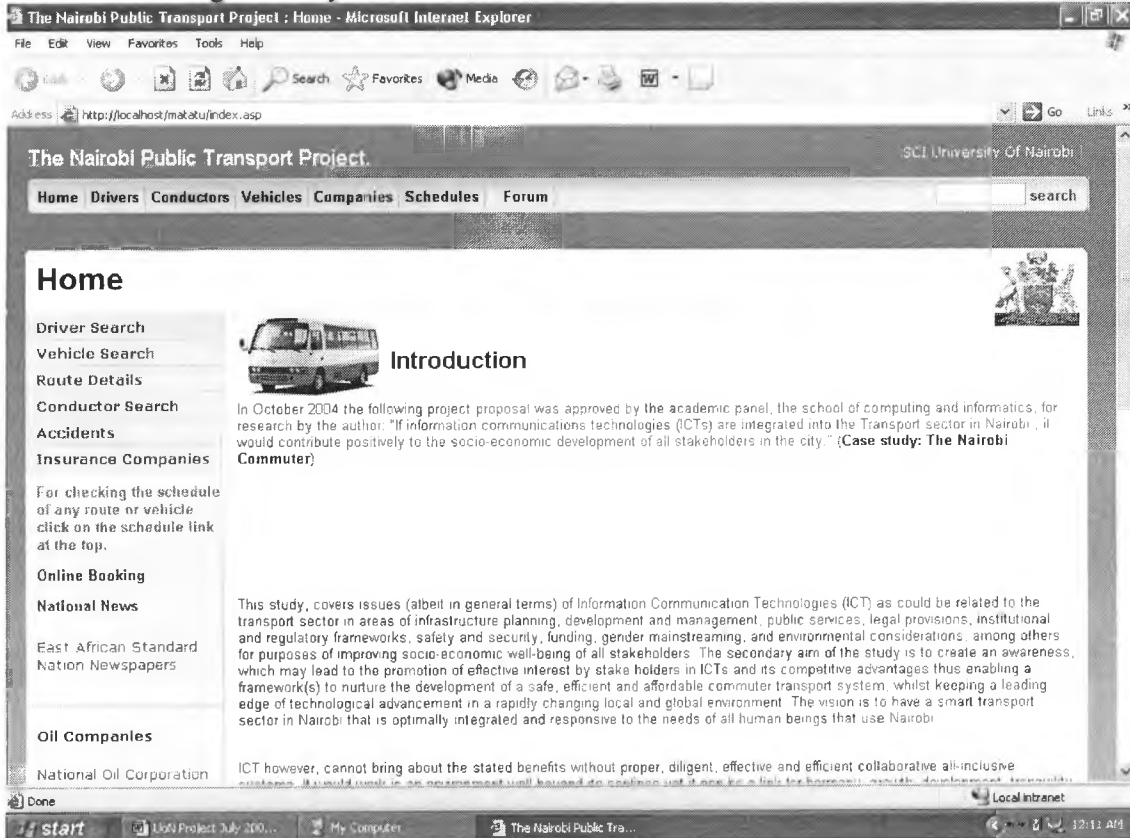 The Nairobi Public Transport Project : Home - Microsoft Internet Explorer
File Edit View Favorites Tools Help
Search Favorites Media
Address http://localhost/matatu/index.asp Go Links
The Nairobi Public Transport Project.
SCI University Of Nairobi
Home Drivers Conductors Vehicles Companies Schedules Forum search
Home
Driver Search
Vehicle Search
Route Details
Conductor Search
Accidents
Insurance Companies
For checking the schedule
of any route or vehicle
click on the schedule link
at the top.
Online Booking
National News
East African Standard
Nation Newspapers
Oil Companies
National Oil Corporation
Introduction
In October 2004 the following project proposal was approved by the academic panel, the school of computing and informatics, for
research by the author: "If information communications technologies (ICTs) are integrated into the Transport sector in Nairobi , it
would contribute positively to the socio-economic development of all stakeholders in the city." (Case study: The Nairobi
Commuter)
This study, covers issues (albeit in general terms) of Information Communication Technologies (ICT) as could be related to the
transport sector in areas of infrastructure planning, development and management, public services, legal provisions, institutional
and regulatory frameworks, safety and security, funding, gender mainstreaming, and environmental considerations, among others
for purposes of improving socio-economic well-being of all stakeholders. The secondary aim of the study is to create an awareness,
which may lead to the promotion of effective interest by stake holders in ICTs and its competitive advantages thus enabling a
framework(s) to nurture the development of a safe, efficient and affordable commuter transport system, whilst keeping a leading
edge of technological advancement in a rapidly changing local and global environment. The vision is to have a smart transport
sector in Nairobi that is optimally integrated and responsive to the needs of all human beings that use Nairobi
ICT however, cannot bring about the stated benefits without proper, diligent, effective and efficient collaborative all-inclusive
Done
Local intranet
start UoN Project July 200... My Computer The Nairobi Public Tra... 12:13 AM